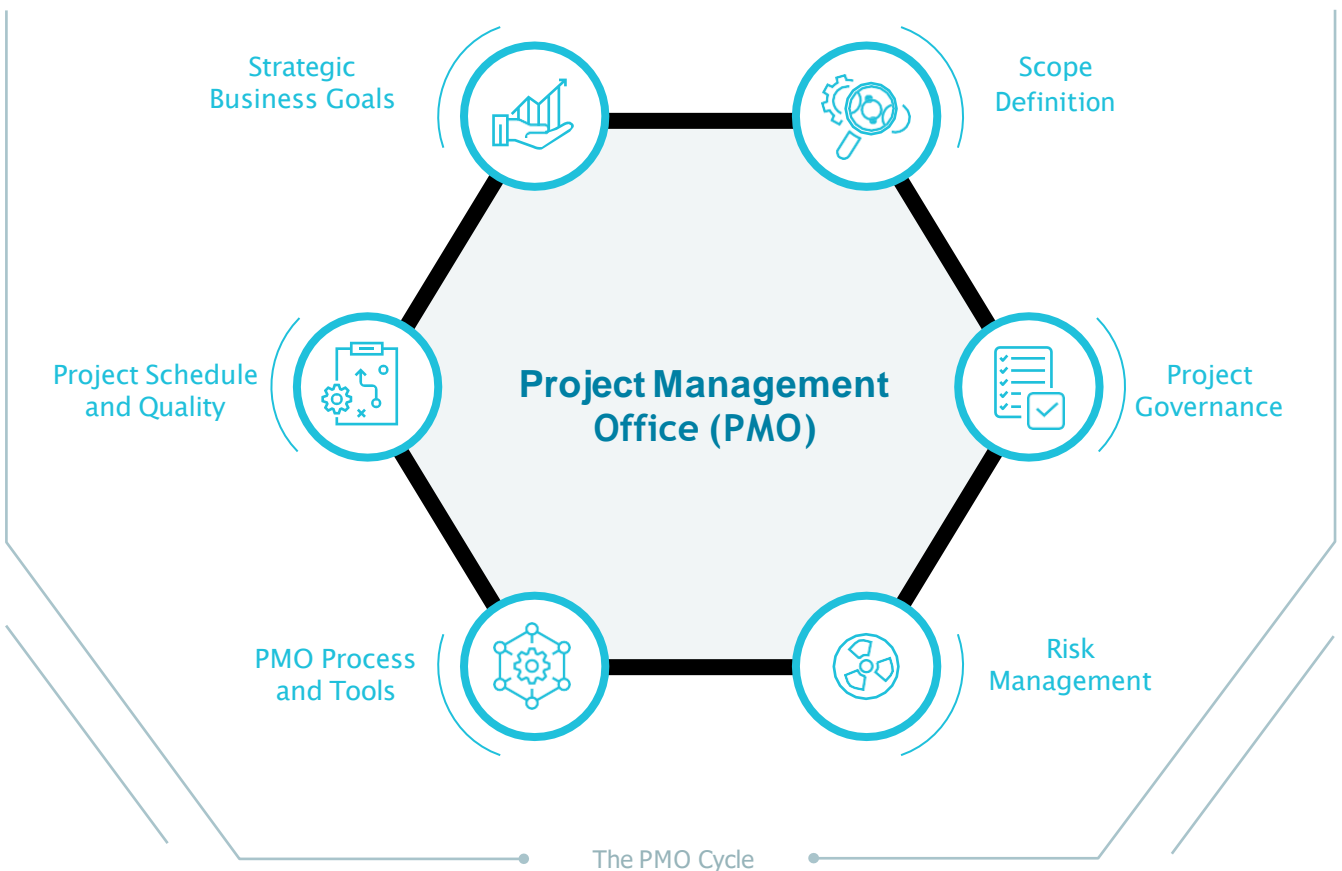 Strategic
Business Goals
Scope
Definition
Project Schedule
and Quality
Project Management
Office (PMO)
Project
Governance
PMO Process
and Tools
Risk
Management
The PMO Cycle